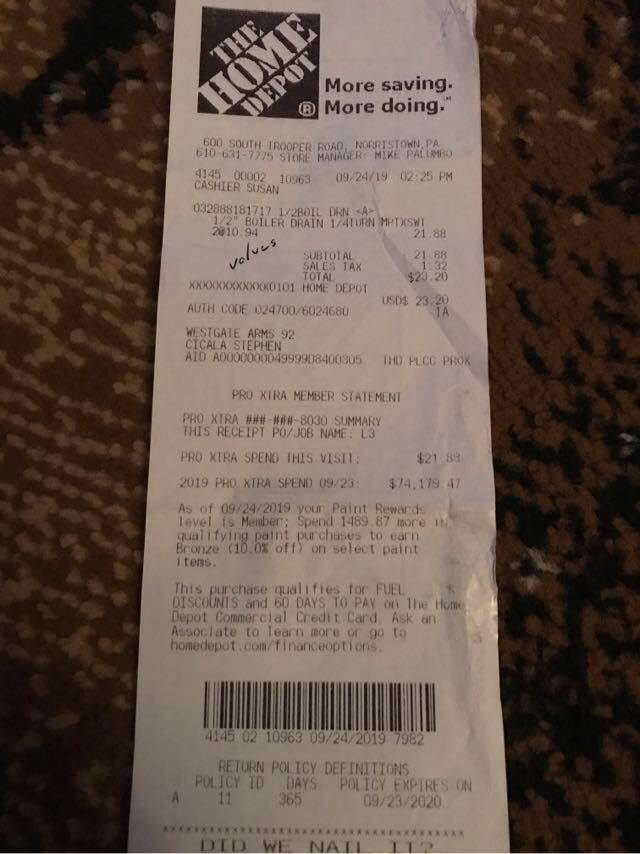 THE
HOME
DEPOT
®
More saving.
More doing.™
600 SOUTH TROOPER ROAD, NORRISTOWN,PA
610-631-7775 STORE MANAGER: MIKE PALUMBO
4145 00002 10963 09/24/19 02:25 PM
CASHIER SUSAN
032888181717 1/2BOIL DRN <A>
1/2" BOILER DRAIN 1/4TURN MPTXSWT
2@10.94 21.88
valves
SUBTOTAL 21.88
SALES TAX 1.32
TOTAL $23.20
XXXXXXXXXXXX0101 HOME DEPOT
USD$ 23.20
AUTH CODE 024700/6024680 TA
WESTGATE ARMS 92
CICALA STEPHEN
AID A0000000049999D8400305 THD PLCC PROX
PRO XTRA MEMBER STATEMENT
PRO XTRA ###-###-8030 SUMMARY
THIS RECEIPT PO/JOB NAME: L3
PRO XTRA SPEND THIS VISIT: $21.88
2019 PRO XTRA SPEND 09/23: $74,179.47
As of 09/24/2019 your Paint Rewards
level is Member; Spend 1489.87 more in
qualifying paint purchases to earn
Bronze (10.0% off) on select paint
items.
This purchase qualifies for FUEL
DISCOUNTS and 60 DAYS TO PAY on The Home
Depot Commercial Credit Card. Ask an
Associate to learn more or go to
homedepot.com/financeoptions.
4145 02 10963 09/24/2019 7982
RETURN POLICY DEFINITIONS
POLICY ID DAYS POLICY EXPIRES ON
A 11 365 09/23/2020
DID WE NAIL IT?